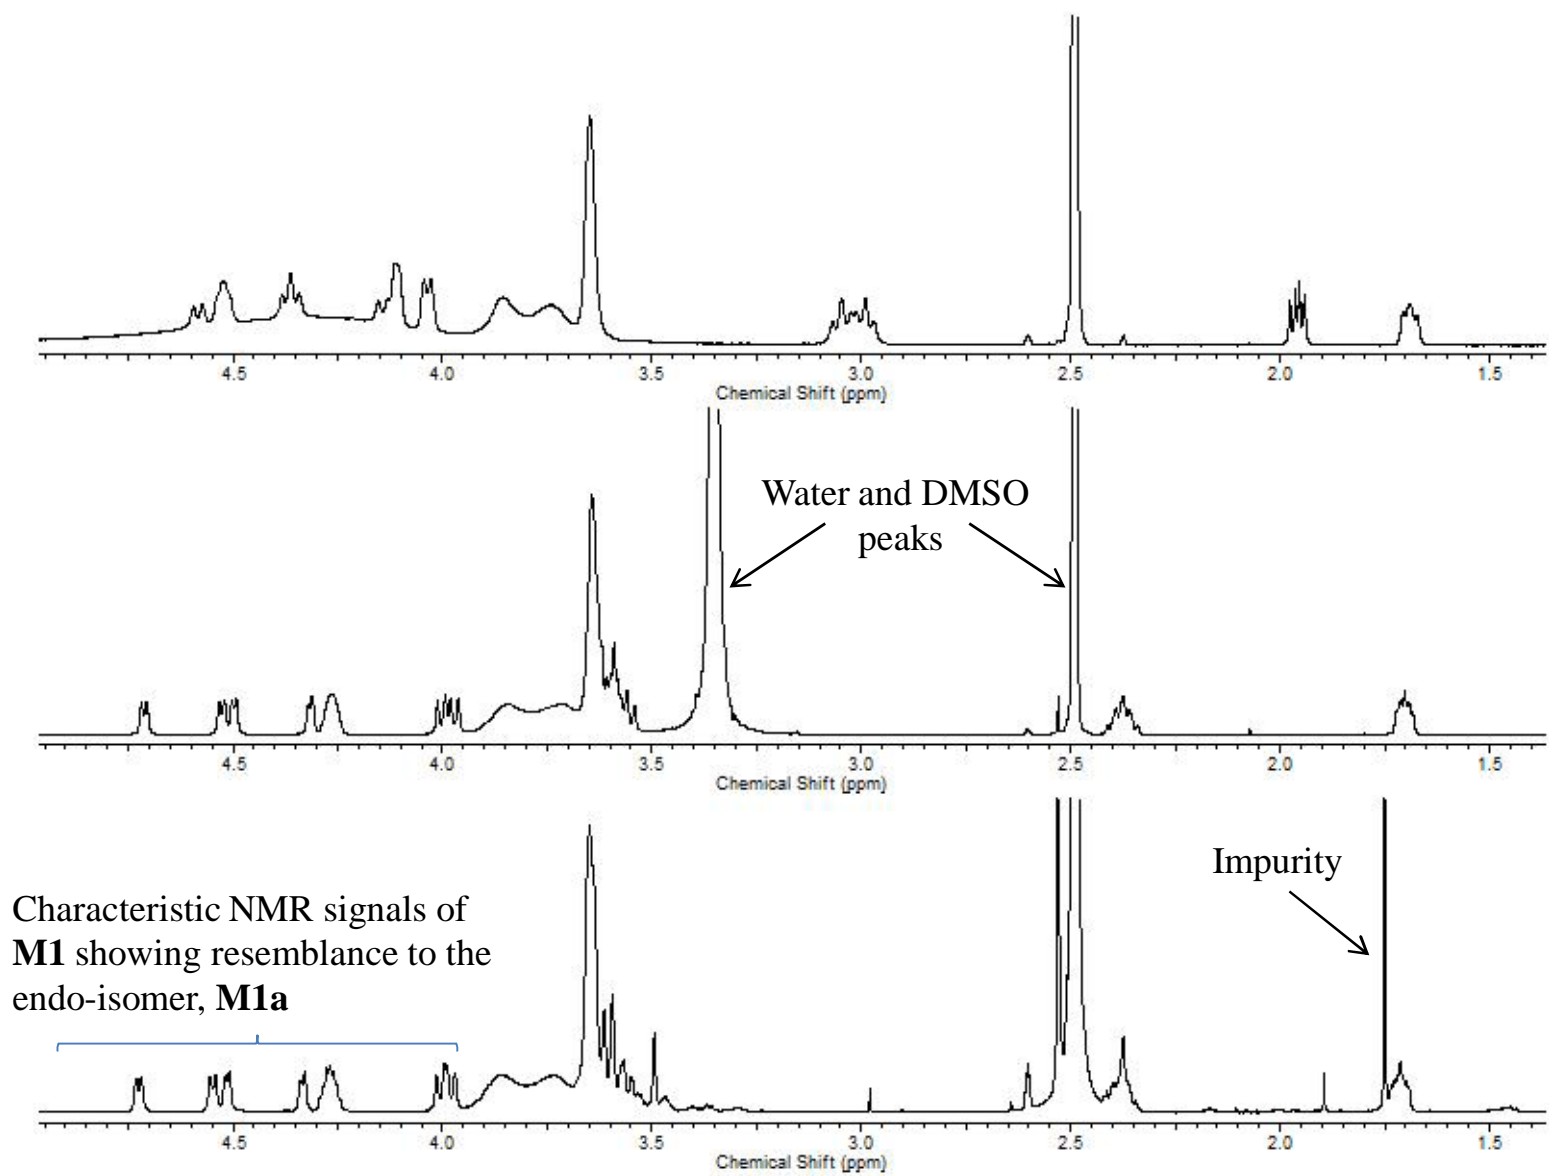 4.5 4.0 3.5 3.0 2.5 2.0 1.5
Chemical Shift (ppm)
Water and DMSO
peaks
4.5 4.0 3.5 3.0 2.5 2.0 1.5
Chemical Shift (ppm)
Impurity
Characteristic NMR signals of
M1 showing resemblance to the
endo-isomer, M1a
4.5 4.0 3.5 3.0 2.5 2.0 1.5
Chemical Shift (ppm)